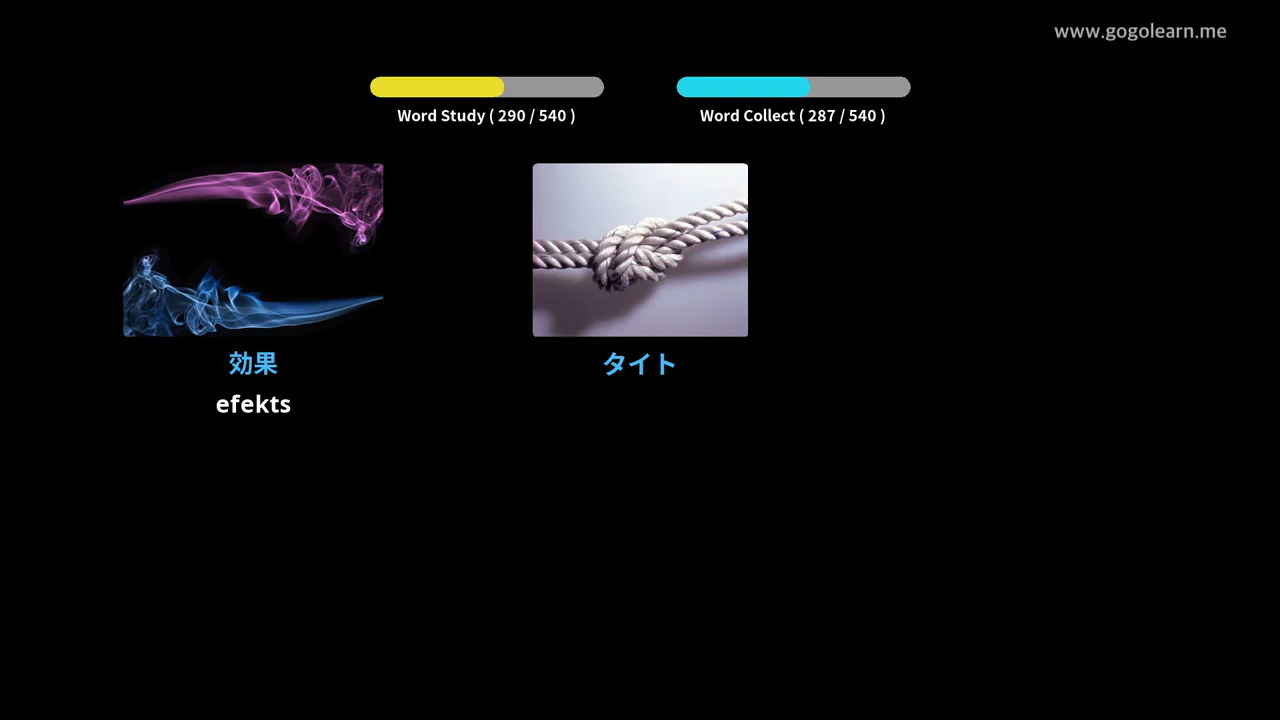 www.gogolearn.me
Word Study ( 290 / 540 )
Word Collect ( 287 / 540 )
効果
efekts
タイト